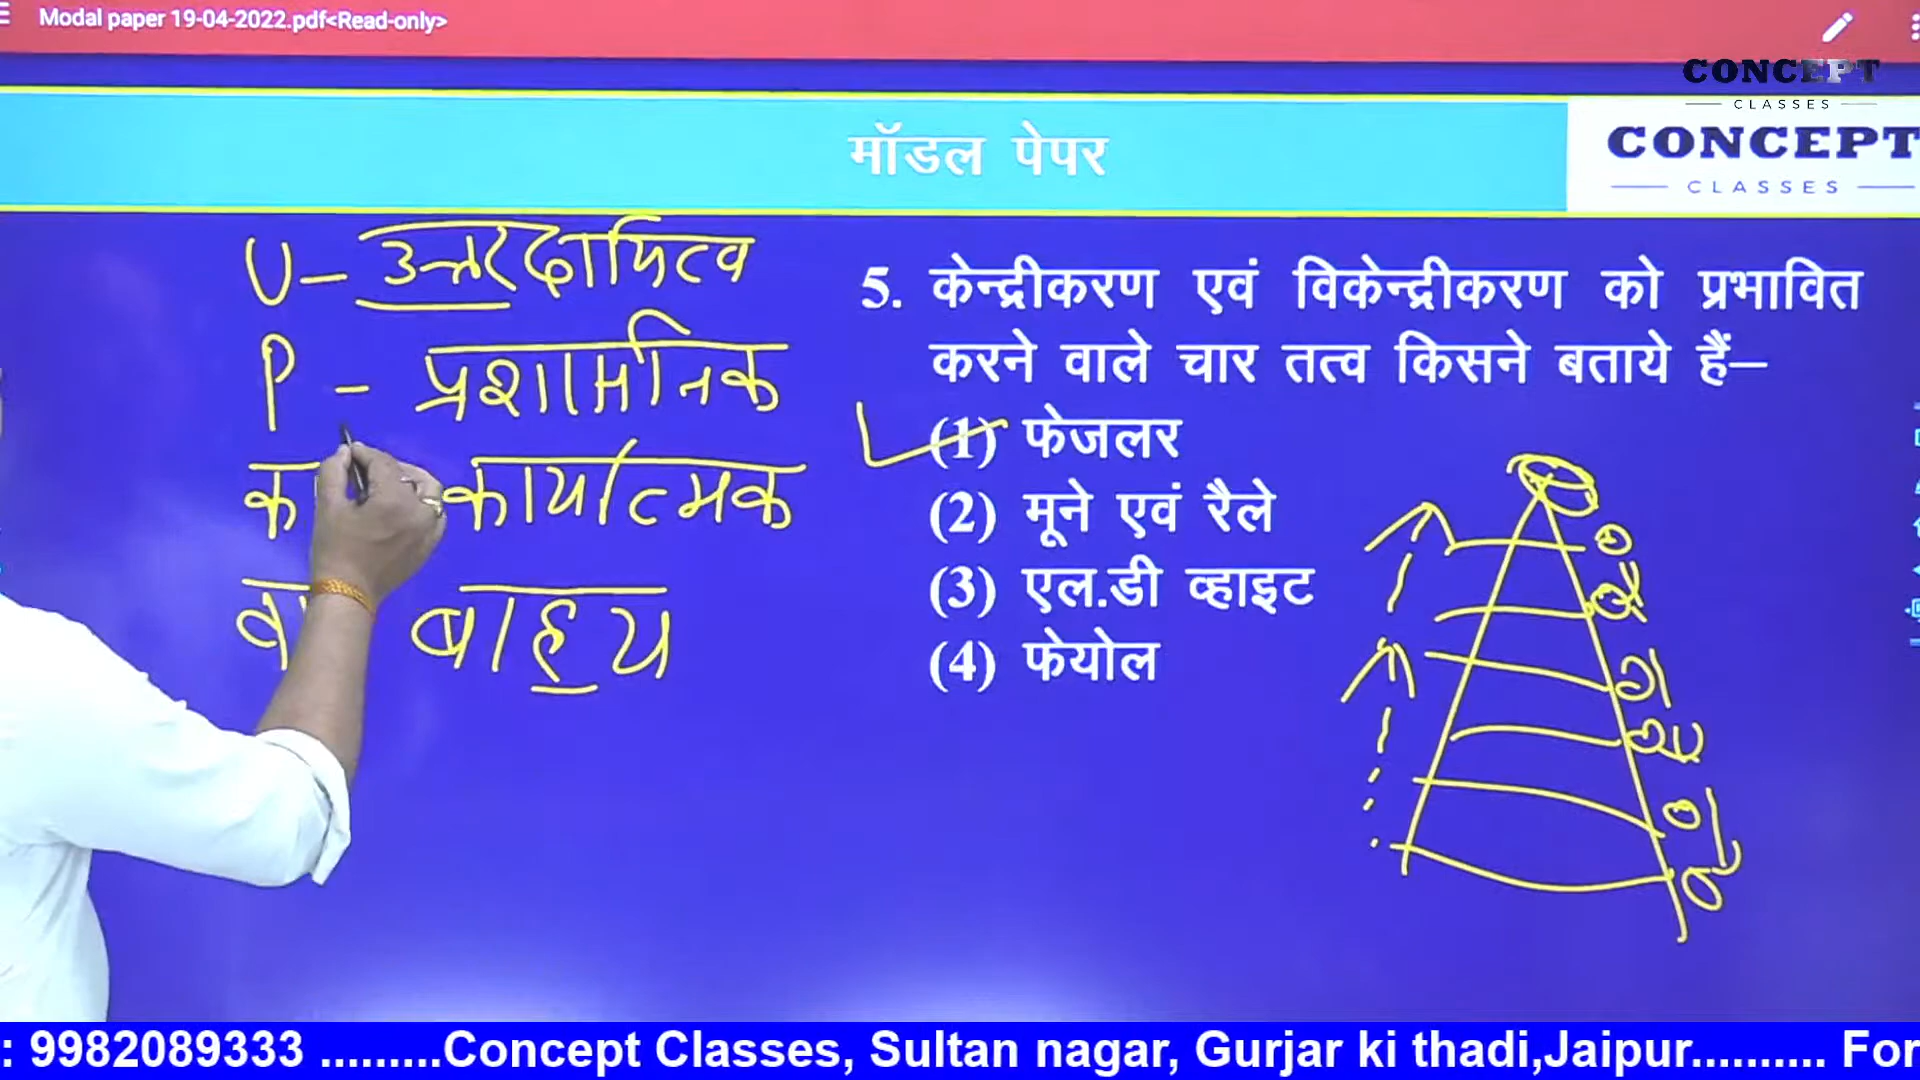 Modal paper 19-04-2022.pdf<Read-only>
CONCEPT
CLASSES
मॉडल पेपर
CONCEPT
CLASSES
U - उत्तरदायित्व
P - प्रशासनिक
का कार्यात्मक
बाह्य
5. केन्द्रीकरण एवं विकेन्द्रीकरण को प्रभावित
करने वाले चार तत्व किसने बताये हैं–
(1) फेजलर
(2) मूने एवं रैले
(3) एल.डी व्हाइट
(4) फेयोल
: 9982089333 .........Concept Classes, Sultan nagar, Gurjar ki thadi,Jaipur.......... For